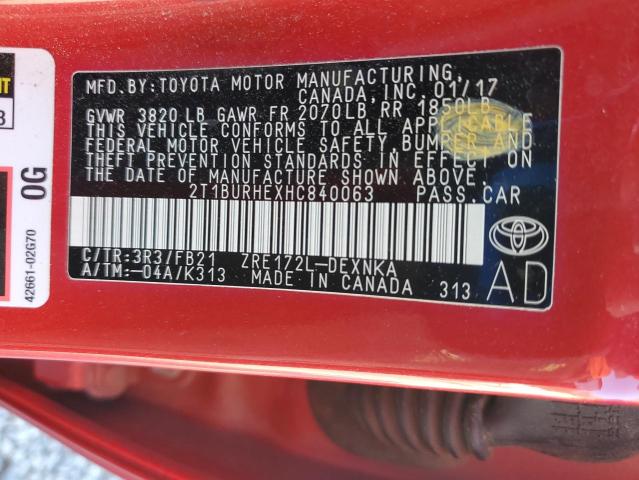 MFD.BY:TOYOTA MOTOR MANUFACTURING,
CANADA, INC. 01/17
GVWR 3820 LB GAWR FR 2070LB RR 1850LB
THIS VEHICLE CONFORMS TO ALL APPLICABLE
FEDERAL MOTOR VEHICLE SAFETY, BUMPER AND
THEFT PREVENTION STANDARDS IN EFFECT ON
THE DATE OF MANUFACTURE SHOWN ABOVE.
2T1BURHEXHC840063 PASS.CAR
C/TR:3R3/FB21 ZRE172L-DEXNKA
A/TM:-04A/K313 MADE IN CANADA 313
AD
0G
42661-02G70